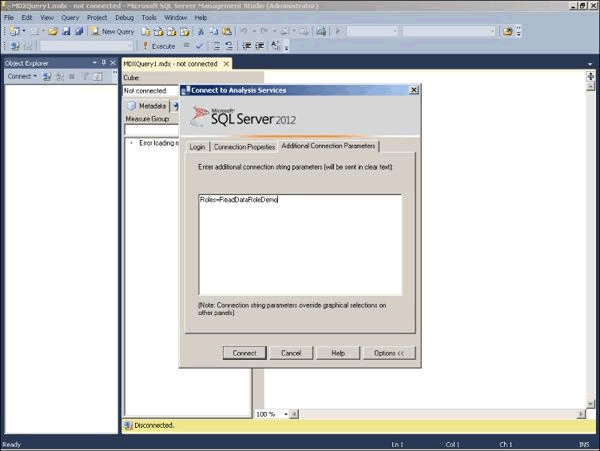 MDXQuery1.mdx - not connected - Microsoft SQL Server Management Studio (Administrator)
File Edit View Query Project Debug Tools Window Help
New Query
Execute
Object Explorer
Connect
MDXQuery1.mdx - not connected
Cube:
Not connected.
Metadata
Measure Group:
Error loading
Connect to Analysis Services
Microsoft
SQL Server 2012
Login Connection Properties Additional Connection Parameters
Enter additional connection string parameters (will be sent in clear text):
Roles=ReadDataRoleDemo
(Note: Connection string parameters override graphical selections on
other panels)
Connect Cancel Help Options <<
100 %
Disconnected.
Ready Ln 1 Col 1 Ch 1 INS